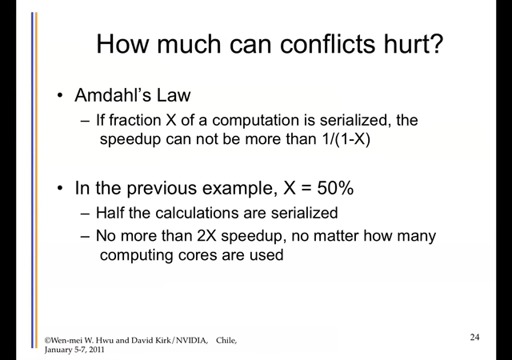 How much can conflicts hurt?
• Amdahl's Law
– If fraction X of a computation is serialized, the
speedup can not be more than 1/(1-X)
• In the previous example, X = 50%
– Half the calculations are serialized
– No more than 2X speedup, no matter how many
computing cores are used
©Wen-mei W. Hwu and David Kirk/NVIDIA, Chile,
January 5-7, 2011
24